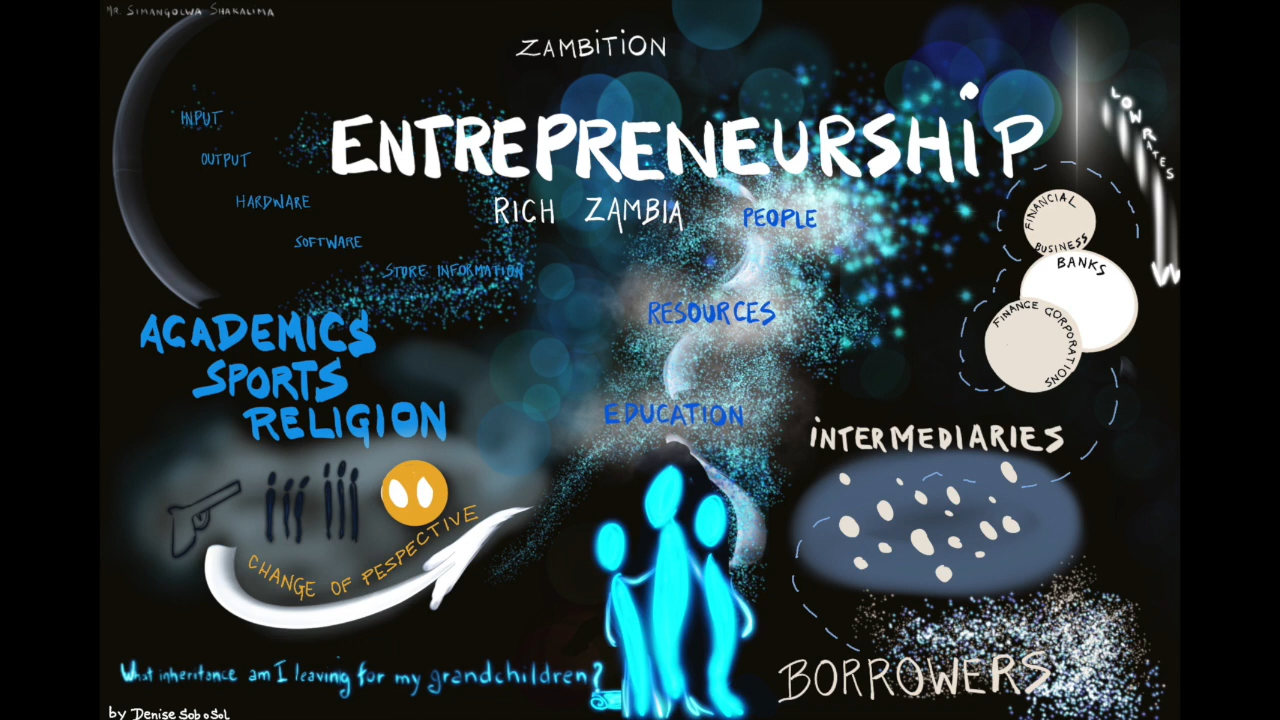 MR. SIMANGOLWA SHAKALIMA
ZAMBITION
ENTREPRENEURSHIP
RICH ZAMBIA
INPUT
OUTPUT
HARDWARE
SOFTWARE
STORE INFORMATION
PEOPLE
RESOURCES
EDUCATION
LOW RATES
FINANCIAL
BUSINESS
BANKS
FINANCE CORPORATIONS
ACADEMICS
SPORTS
RELIGION
CHANGE OF PESPECTIVE
INTERMEDIARIES
BORROWERS
What inheritance am I leaving for my grandchildren?
by Denise SoboSol